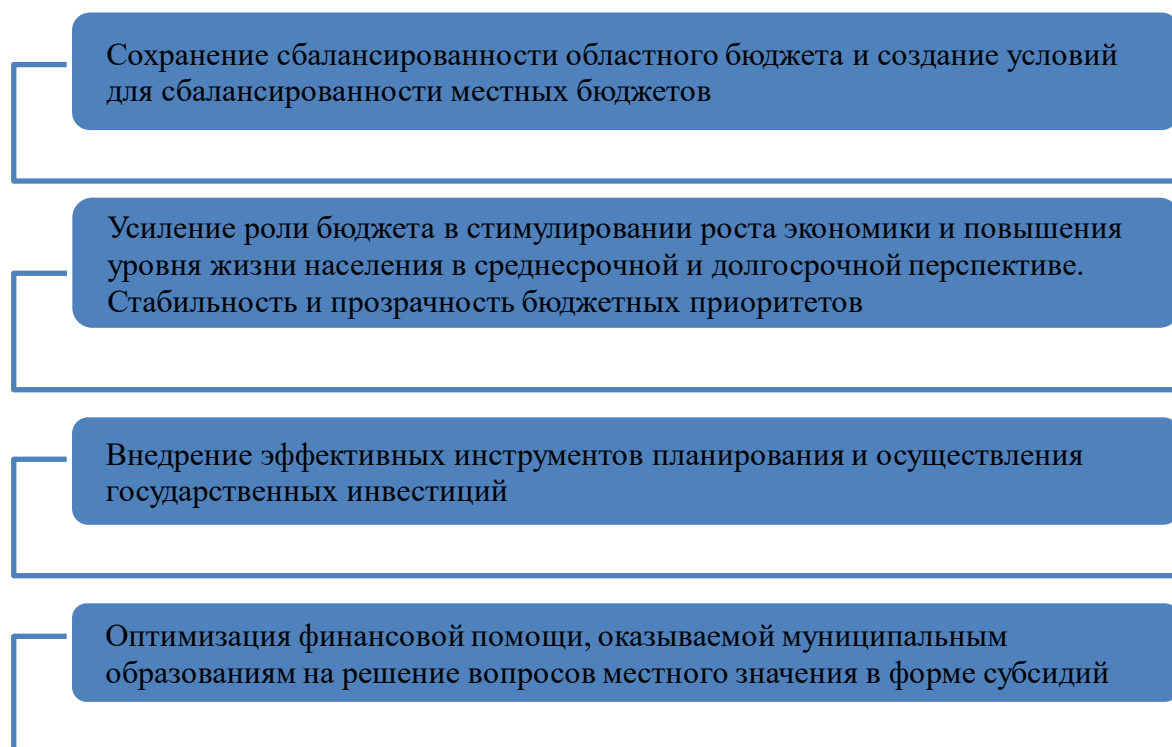 Сохранение сбалансированности областного бюджета и создание условий
для сбалансированности местных бюджетов
Усиление роли бюджета в стимулировании роста экономики и повышения
уровня жизни населения в среднесрочной и долгосрочной перспективе.
Стабильность и прозрачность бюджетных приоритетов
Внедрение эффективных инструментов планирования и осуществления
государственных инвестиций
Оптимизация финансовой помощи, оказываемой муниципальным
образованиям на решение вопросов местного значения в форме субсидий